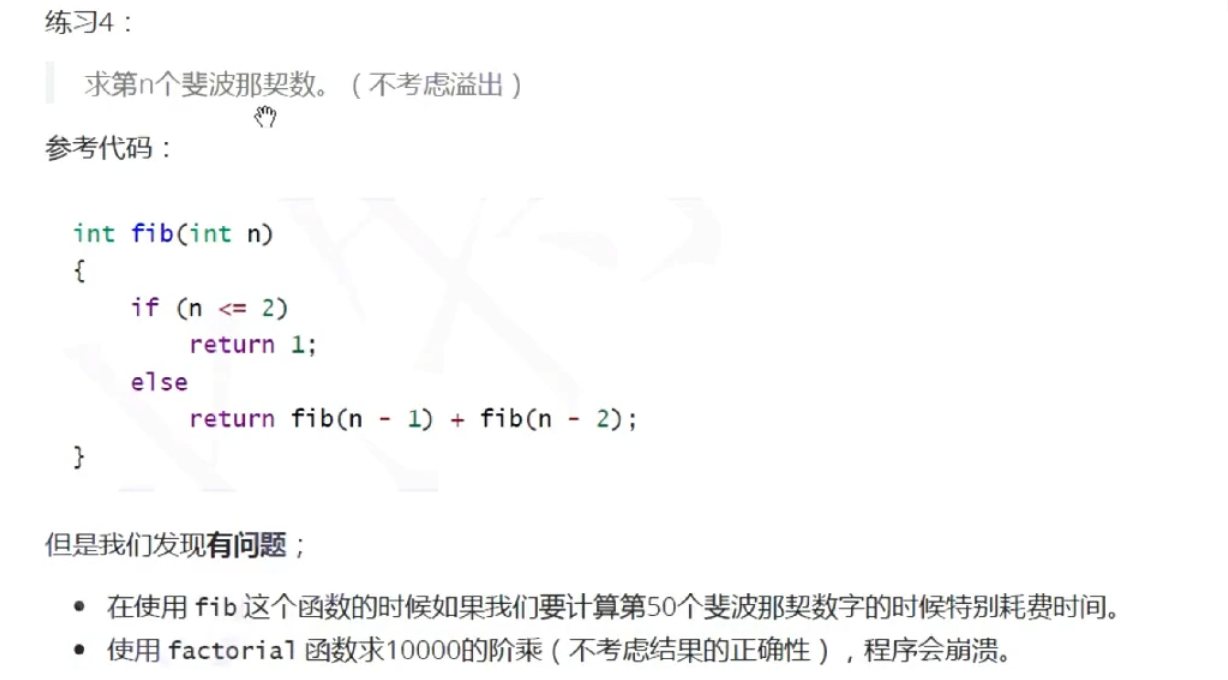 练习4：
求第n个斐波那契数。（不考虑溢出）
参考代码：
int fib(int n)
{
    if (n <= 2)
        return 1;
    else
        return fib(n - 1) + fib(n - 2);
}
但是我们发现有问题；
• 在使用 fib 这个函数的时候如果我们要计算第50个斐波那契数字的时候特别耗费时间。
• 使用 factorial 函数求10000的阶乘（不考虑结果的正确性），程序会崩溃。